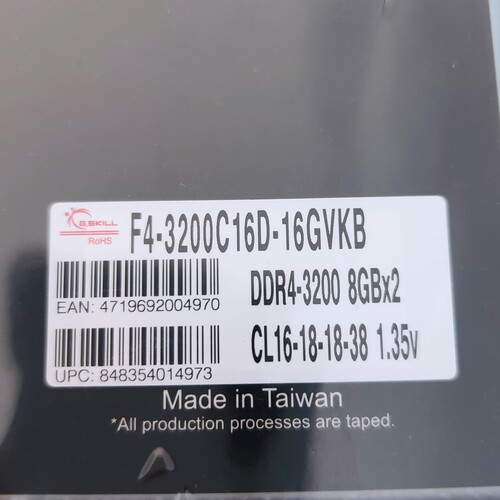 G.SKILL
RoHS
F4-3200C16D-16GVKB
EAN: 4719692004970
DDR4-3200 8GBx2
UPC: 848354014973
CL16-18-18-38 1.35v
Made in Taiwan
*All production processes are taped.